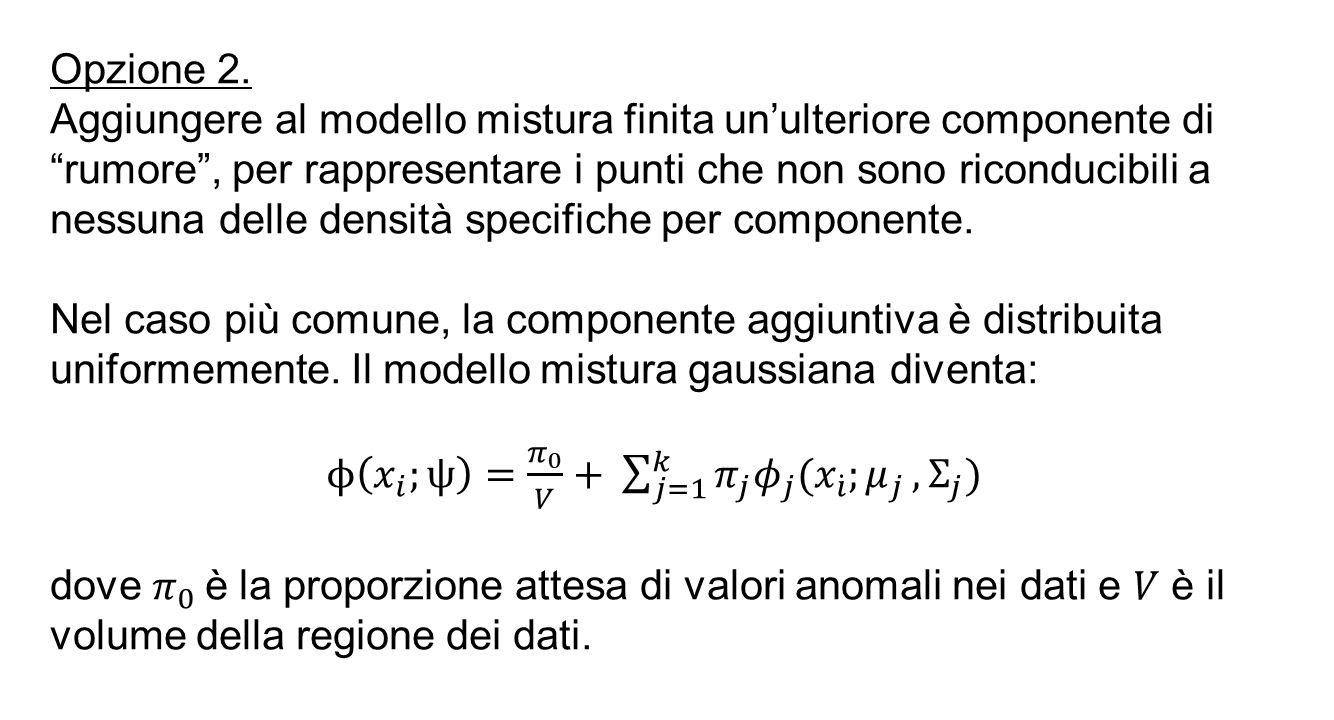 Opzione 2.
Aggiungere al modello mistura finita un’ulteriore componente di
“rumore”, per rappresentare i punti che non sono riconducibili a
nessuna delle densità specifiche per componente.
Nel caso più comune, la componente aggiuntiva è distribuita
uniformemente. Il modello mistura gaussiana diventa:
ϕ(𝑥ᵢ; ψ) = π₀/V + ∑ᵏⱼ₌₁ πⱼϕⱼ(xᵢ; μⱼ , Σⱼ)
dove π₀ è la proporzione attesa di valori anomali nei dati e V è il
volume della regione dei dati.